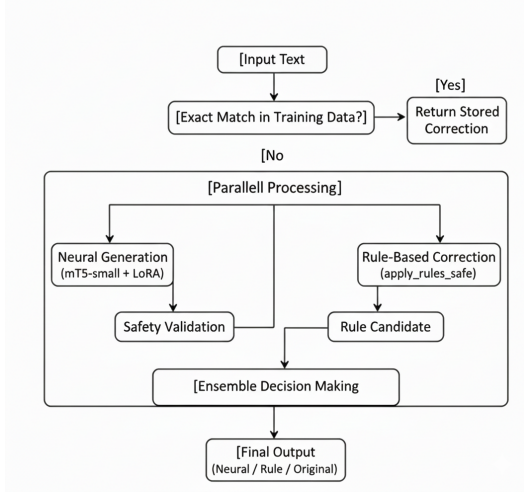 [Input Text
[Yes]
[Exact Match in Training Data?]
Return Stored
Correction
[No
[Parallell Processing]
Neural Generation
(mT5-small + LoRA)
Rule-Based Correction
(apply_rules_safe)
Safety Validation
Rule Candidate
[Ensemble Decision Making
[Final Output
(Neural / Rule / Original)